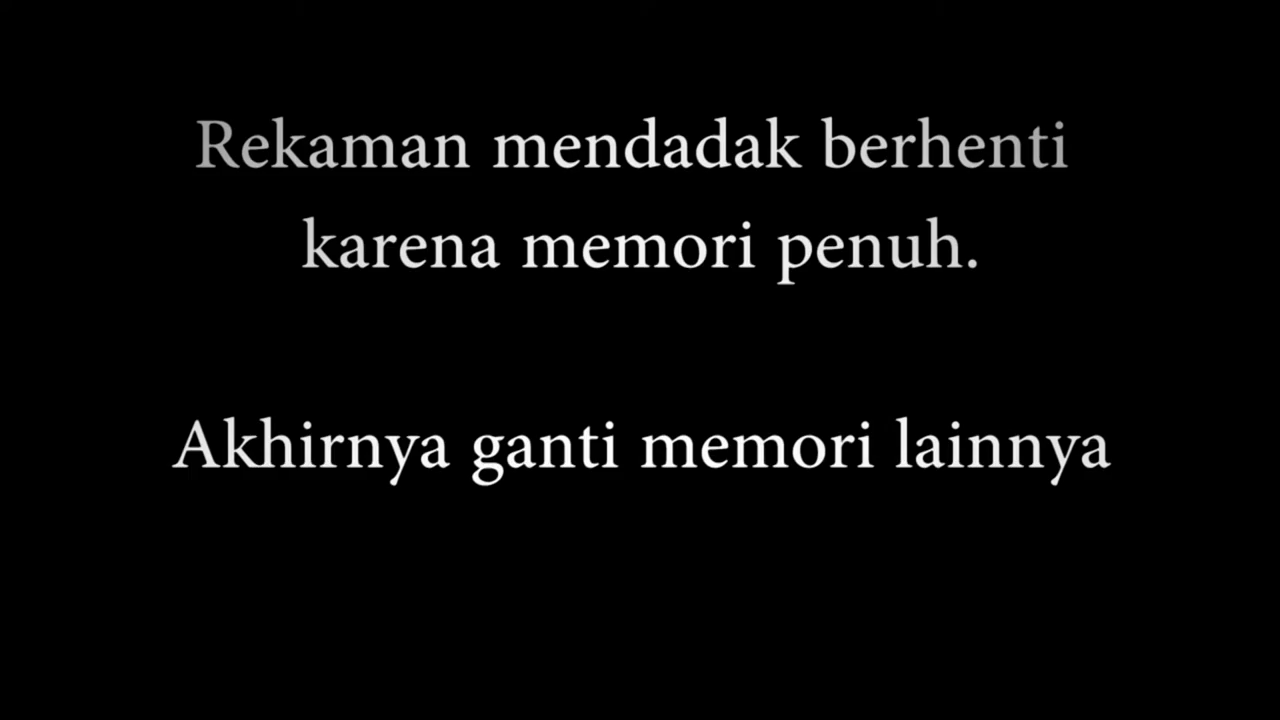 Rekaman mendadak berhenti
karena memori penuh.
Akhirnya ganti memori lainnya